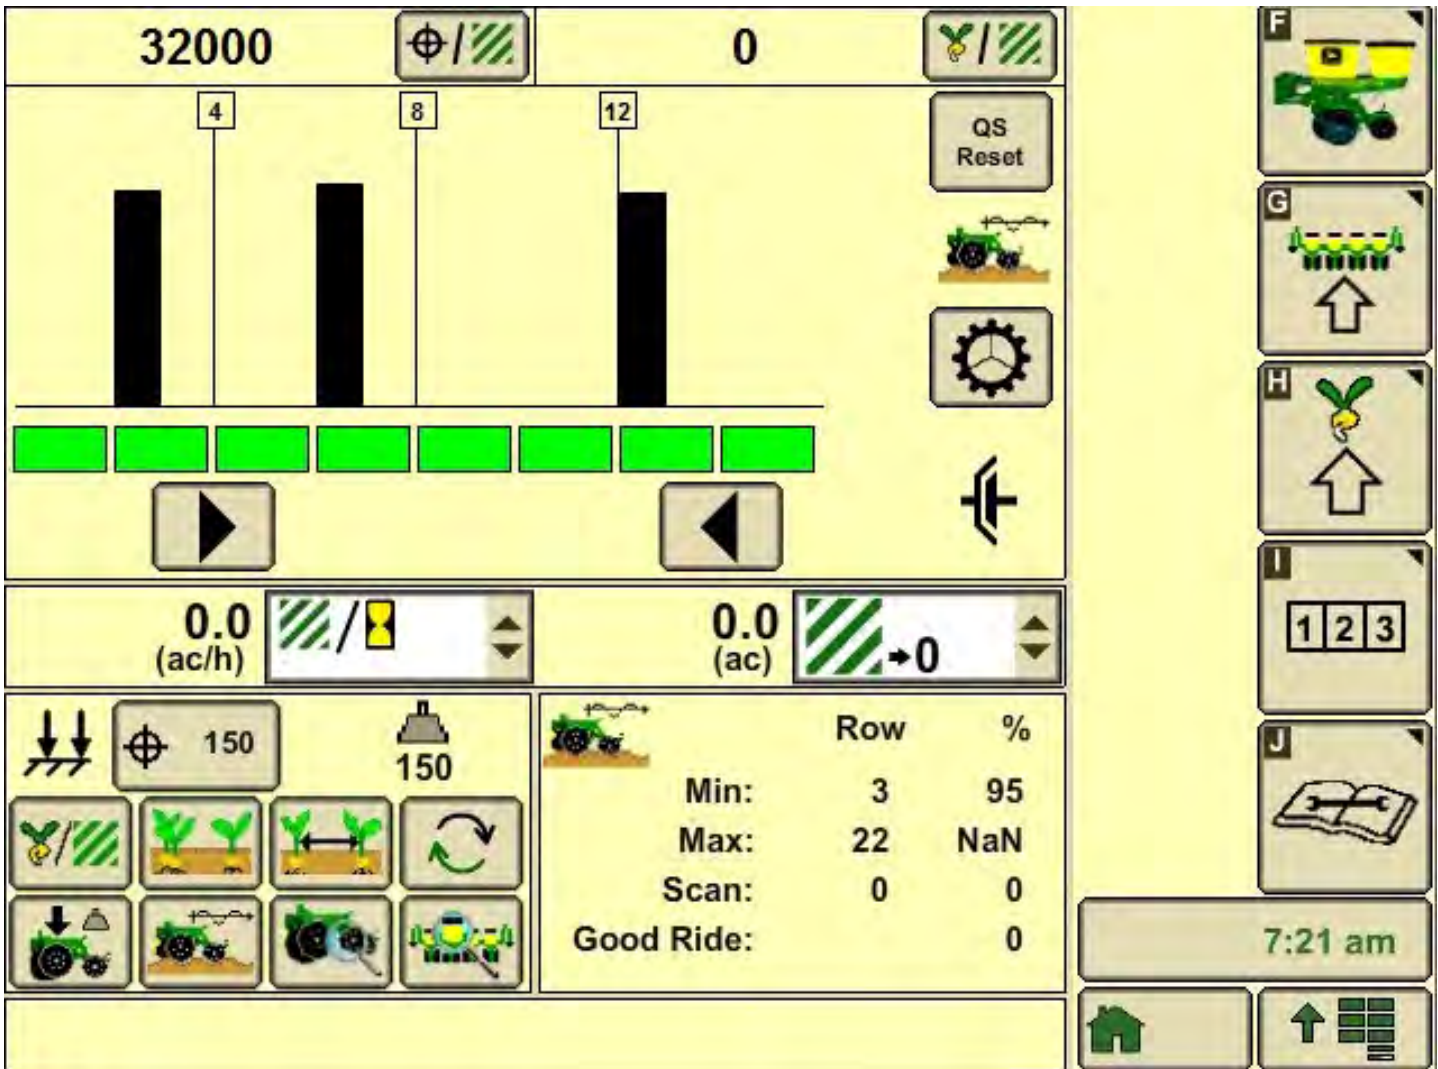 32000
/
0
/
F
4
8
12
QS
Reset
G
H
0.0
(ac/h)
/
0.0
(ac)
0
I
1 2 3
150
150
Row %
Min: 3 95
Max: 22 NaN
Scan: 0 0
Good Ride: 0
/
J
7:21 am